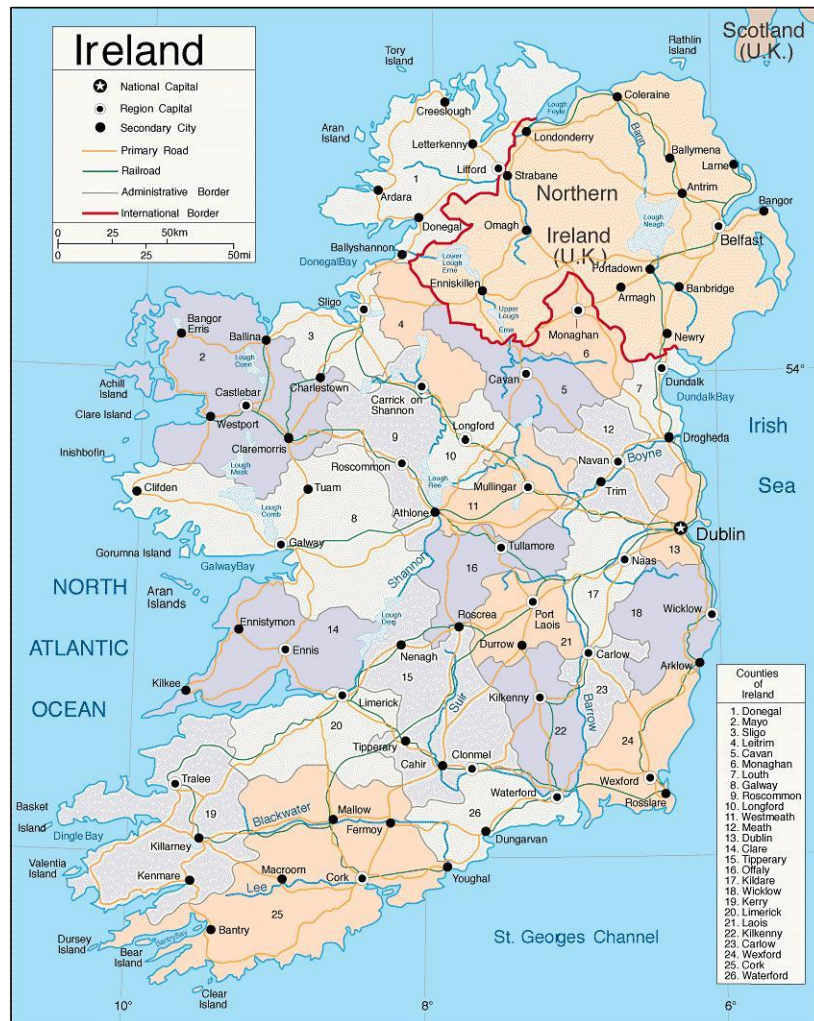 Ireland
National Capital
Region Capital
Secondary City
Primary Road
Railroad
Administrative Border
International Border
0 25 50km
0 25 50mi
Scotland
(U.K.)
Rathlin
Island
Tory
Island
Creeslough
Lough
Foyle
Coleraine
Aran
Island
Letterkenny
Londonderry
Bann
Ballymena
Larne
Lifford
Strabane
1
Ardara
Northern
Ireland
(U.K.)
Antrim
Bangor
Donegal
Omagh
Lough
Neagh
Belfast
Ballyshannon
DonegalBay
Lower
Lough
Erne
Portadown
Enniskillen
Armagh
Banbridge
Upper
Lough
Erne
Sligo
Bangor
Erris
4
Monaghan
Newry
Ballina
3
6
2
Lough
Conn
Cavan
5
7
Dundalk
54°
Achill
Island
Castlebar
Charlestown
Carrick on
Shannon
DundalkBay
Clare Island
Westport
Longford
12
Drogheda
Irish
Sea
Claremorris
9
10
Navan
Boyne
Inishbofin
Lough
Mask
Roscommon
Lough
Ree
Mullingar
Trim
Clifden
Tuam
11
Lough
Corrib
8
Athlone
Dublin
Galway
Tullamore
13
Gorumna Island
GalwayBay
Shannon
16
Naas
NORTH
ATLANTIC
OCEAN
Aran
Islands
17
Lough
Derg
Port
Laois
18
Wicklow
Ennistymon
14
Roscrea
Ennis
Nenagh
Durrow
21
Carlow
Arklow
Kilkee
15
Limerick
Suir
Kilkenny
Barrow
23
20
Tipperary
22
24
Cahir
Clonmel
Tralee
Waterford
Wexford
Rosslare
Basket
Island
Dingle Bay
19
Blackwater
Mallow
Fermoy
26
Dungarvan
Killarney
Valentia
Island
Kenmare
Macroom
Lee
Cork
Youghal
25
Dursey
Island
BantryBay
Bantry
Bear
Island
Clear
Island
St. Georges Channel
10°
8°
6°
Counties
of
Ireland
1. Donegal
2. Mayo
3. Sligo
4. Leitrim
5. Cavan
6. Monaghan
7. Louth
8. Galway
9. Roscommon
10. Longford
11. Westmeath
12. Meath
13. Dublin
14. Clare
15. Tipperary
16. Offaly
17. Kildare
18. Wicklow
19. Kerry
20. Limerick
21. Laois
22. Kilkenny
23. Carlow
24. Wexford
25. Cork
26. Waterford